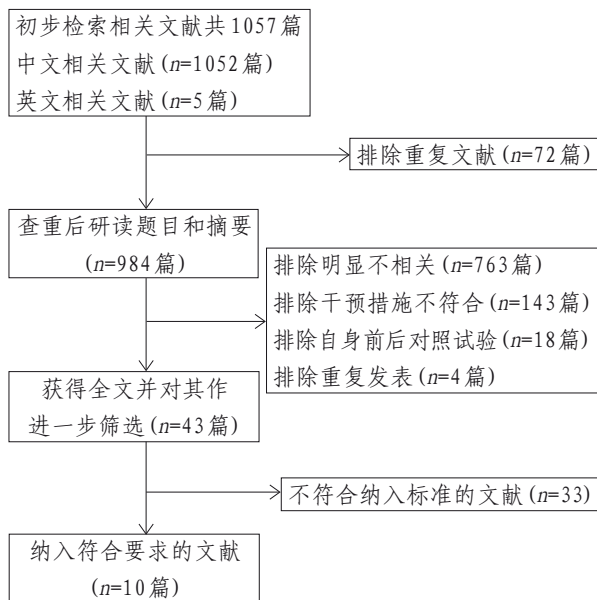 初步检索相关文献共1057篇
中文相关文献(n=1052篇)
英文相关文献(n=5篇)
排除重复文献(n=72篇)
查重后研读题目和摘要
(n=984篇)
排除明显不相关(n=763篇)
排除干预措施不符合(n=143篇)
排除自身前后对照试验(n=18篇)
排除重复发表(n=4篇)
获得全文并对其作
进一步筛选(n=43篇)
不符合纳入标准的文献(n=33)
纳入符合要求的文献
(n=10篇)